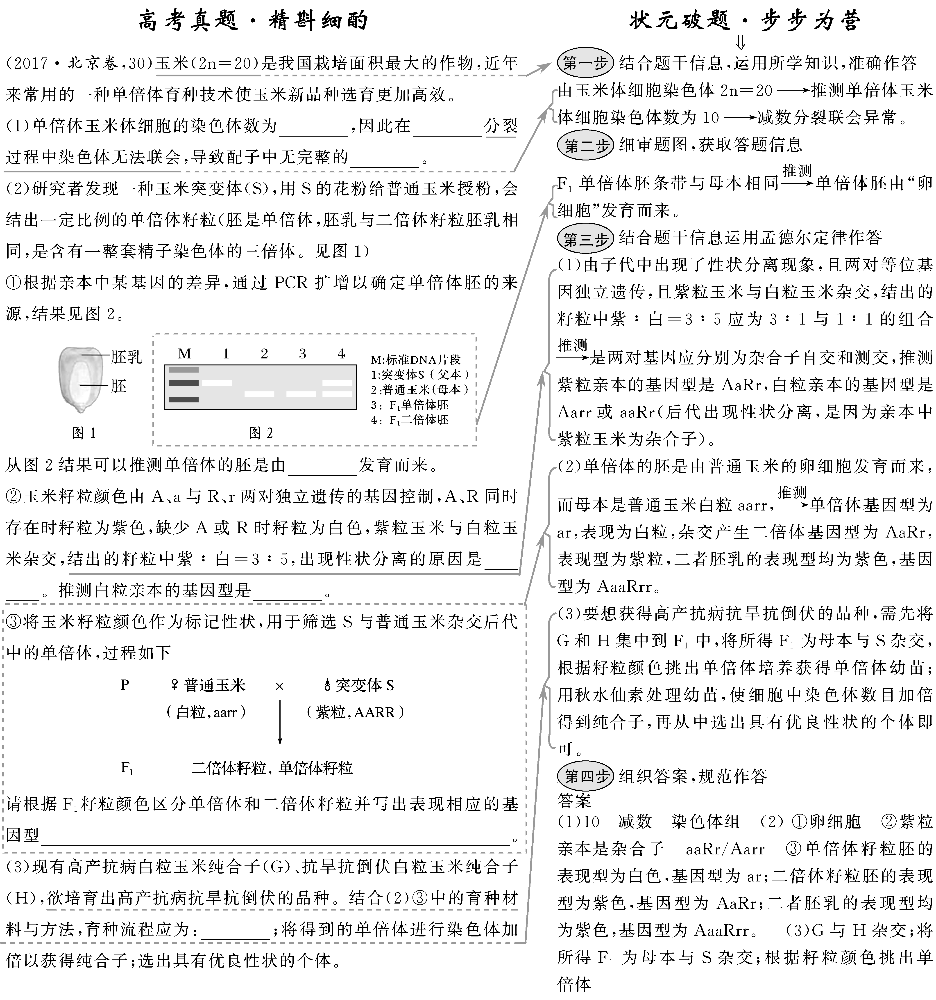 高考真题·精斟细酌
(2017·北京卷,30)玉米(2n=20)是我国栽培面积最大的作物,近年
来常用的一种单倍体育种技术使玉米新品种选育更加高效。
(1)单倍体玉米体细胞的染色体数为________,因此在________分裂
过程中染色体无法联会,导致配子中无完整的________。
(2)研究者发现一种玉米突变体(S),用S的花粉给普通玉米授粉,会
结出一定比例的单倍体籽粒(胚是单倍体,胚乳与二倍体籽粒胚乳相
同,是含有一整套精子染色体的三倍体。见图1)
①根据亲本中某基因的差异,通过PCR扩增以确定单倍体胚的来
源,结果见图2。
胚乳
胚
图1
M 1 2 3 4
M:标准DNA片段
1:突变体S(父本)
2:普通玉米(母本)
3: F₁单倍体胚
4: F₁二倍体胚
图2
从图2结果可以推测单倍体的胚是由________发育而来。
②玉米籽粒颜色由A、a与R、r两对独立遗传的基因控制,A、R同时
存在时籽粒为紫色,缺少A或R时籽粒为白色,紫粒玉米与白粒玉
米杂交,结出的籽粒中紫∶白=3∶5,出现性状分离的原因是____
____。推测白粒亲本的基因型是________。
③将玉米籽粒颜色作为标记性状,用于筛选S与普通玉米杂交后代
中的单倍体,过程如下
P ♀普通玉米 × ♂突变体S
(白粒,aarr) (紫粒,AARR)
F₁ 二倍体籽粒,单倍体籽粒
请根据F₁籽粒颜色区分单倍体和二倍体籽粒并写出表现相应的基
因型________________________________。
(3)现有高产抗病白粒玉米纯合子(G)、抗旱抗倒伏白粒玉米纯合子
(H),欲培育出高产抗病抗旱抗倒伏的品种。结合(2)③中的育种材
料与方法,育种流程应为:________;将得到的单倍体进行染色体加
倍以获得纯合子;选出具有优良性状的个体。
状元破题·步步为营
⇓
第一步 结合题干信息,运用所学知识,准确作答
由玉米体细胞染色体2n=20⟶推测单倍体玉米
体细胞染色体数为10⟶减数分裂联会异常。
第二步 细审题图,获取答题信息
F₁单倍体胚条带与母本相同 推测⟶单倍体胚由“卵
细胞”发育而来。
第三步 结合题干信息运用孟德尔定律作答
(1)由子代中出现了性状分离现象,且两对等位基
因独立遗传,且紫粒玉米与白粒玉米杂交,结出的
籽粒中紫∶白=3∶5应为3∶1与1∶1的组合
推测⟶是两对基因应分别为杂合子自交和测交,推测
紫粒亲本的基因型是AaRr,白粒亲本的基因型是
Aarr或aaRr(后代出现性状分离,是因为亲本中
紫粒玉米为杂合子)。
(2)单倍体的胚是由普通玉米的卵细胞发育而来,
而母本是普通玉米白粒aarr,推测⟶单倍体基因型为
ar,表现为白粒,杂交产生二倍体基因型为AaRr,
表现型为紫粒,二者胚乳的表现型均为紫色,基因
型为AaaRrr。
(3)要想获得高产抗病抗旱抗倒伏的品种,需先将
G和H集中到F₁中,将所得F₁为母本与S杂交,
根据籽粒颜色挑出单倍体培养获得单倍体幼苗;
用秋水仙素处理幼苗,使细胞中染色体数目加倍
得到纯合子,再从中选出具有优良性状的个体即
可。
第四步 组织答案,规范作答
答案
(1)10 减数 染色体组 (2)①卵细胞 ②紫粒
亲本是杂合子 aaRr/Aarr ③单倍体籽粒胚的
表现型为白色,基因型为ar;二倍体籽粒胚的表现
型为紫色,基因型为AaRr;二者胚乳的表现型均
为紫色,基因型为AaaRrr。 (3)G与H杂交;将
所得F₁为母本与S杂交;根据籽粒颜色挑出单
倍体